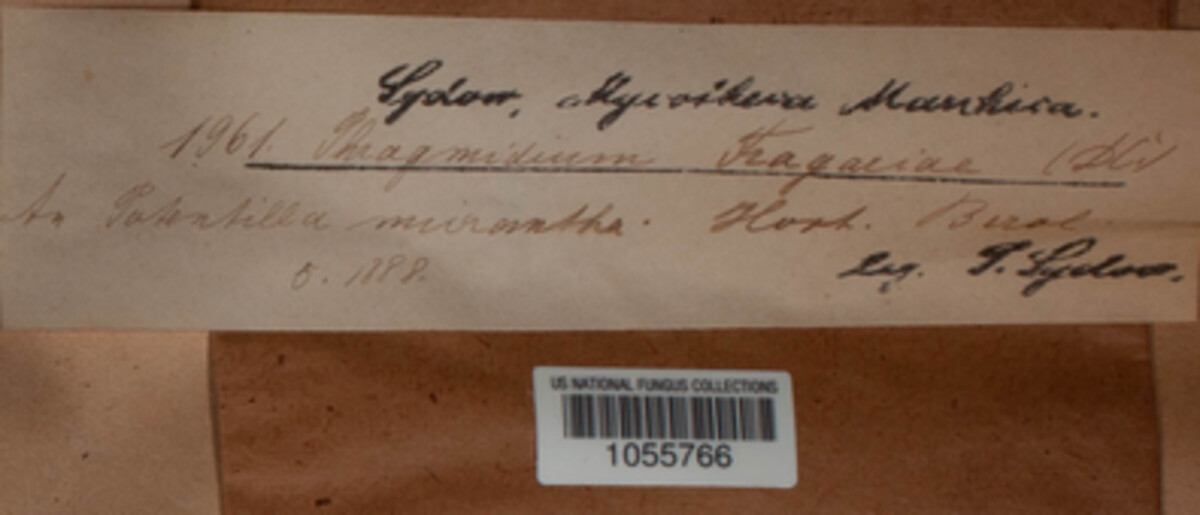 Sydow, Mycotheca Marchica.
1961. Phragmidium Fragariae (DC)
An Potentilla micrantha. Hort. Berol
5. 1888.
leg. P. Sydow.
US NATIONAL FUNGUS COLLECTIONS
1055766